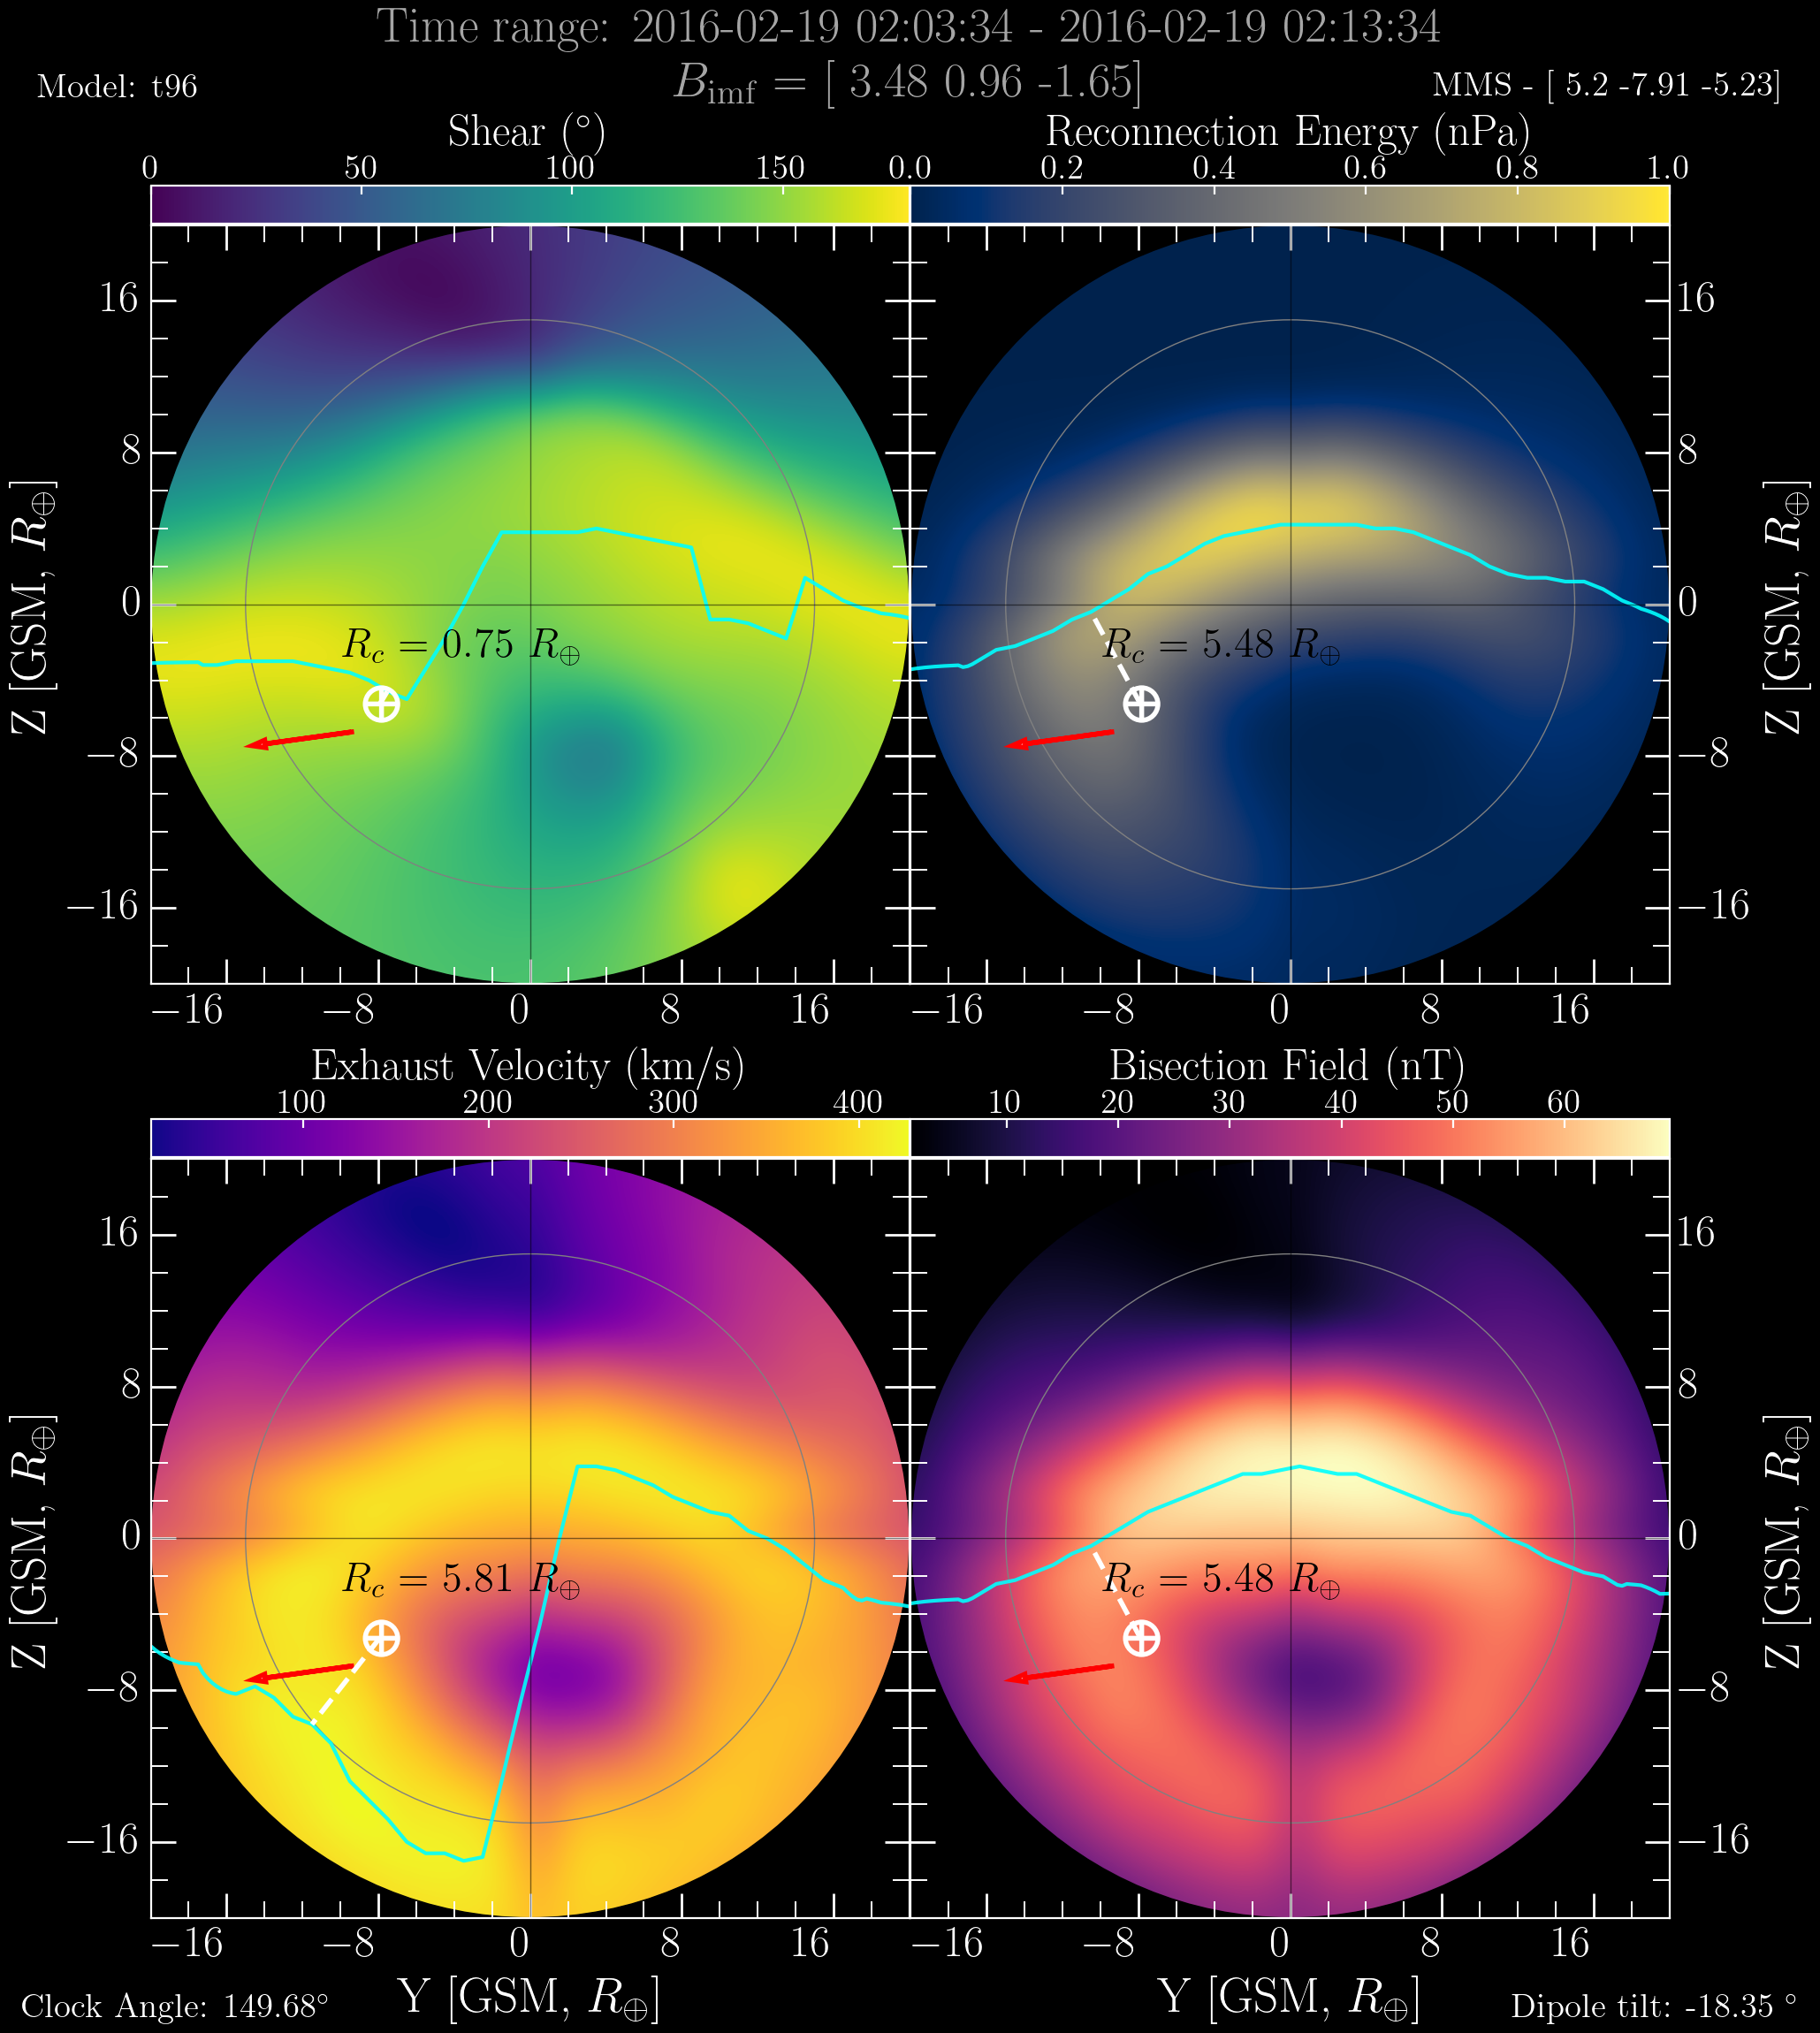 Time range: 2016-02-19 02:03:34 - 2016-02-19 02:13:34
Model: t96
B_imf = [ 3.48 0.96 -1.65]
MMS - [ 5.2 -7.91 -5.23]
Shear (°)
Reconnection Energy (nPa)
0 50 100 150
0.0 0.2 0.4 0.6 0.8 1.0
16
8
0
−8
−16
Z [GSM, R⊕]
R_c = 0.75 R⊕
R_c = 5.48 R⊕
16
8
0
−8
−16
Z [GSM, R⊕]
−16 −8 0 8 16
−16 −8 0 8 16
Exhaust Velocity (km/s)
Bisection Field (nT)
100 200 300 400
10 20 30 40 50 60
16
8
0
−8
−16
Z [GSM, R⊕]
R_c = 5.81 R⊕
R_c = 5.48 R⊕
16
8
0
−8
−16
Z [GSM, R⊕]
−16 −8 0 8 16
−16 −8 0 8 16
Y [GSM, R⊕]
Y [GSM, R⊕]
Clock Angle: 149.68°
Dipole tilt: -18.35 °